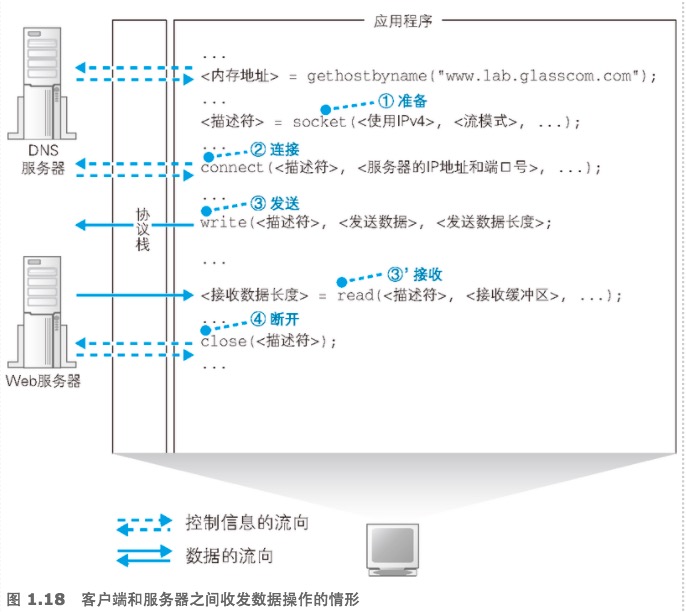 应用程序
...
<内存地址> = gethostbyname("www.lab.glasscom.com");
...
① 准备
<描述符> = socket(<使用IPv4>, <流模式>, ...);
DNS
服务器
...
② 连接
connect(<描述符>, <服务器的IP地址和端口号>, ...);
...
③ 发送
write(<描述符>, <发送数据>, <发送数据长度>;
协议栈
...
③’ 接收
<接收数据长度> = read(<描述符>, <接收缓冲区>, ...);
...
④ 断开
close(<描述符>);
...
Web服务器
控制信息的流向
数据的流向
图 1.18 客户端和服务器之间收发数据操作的情形